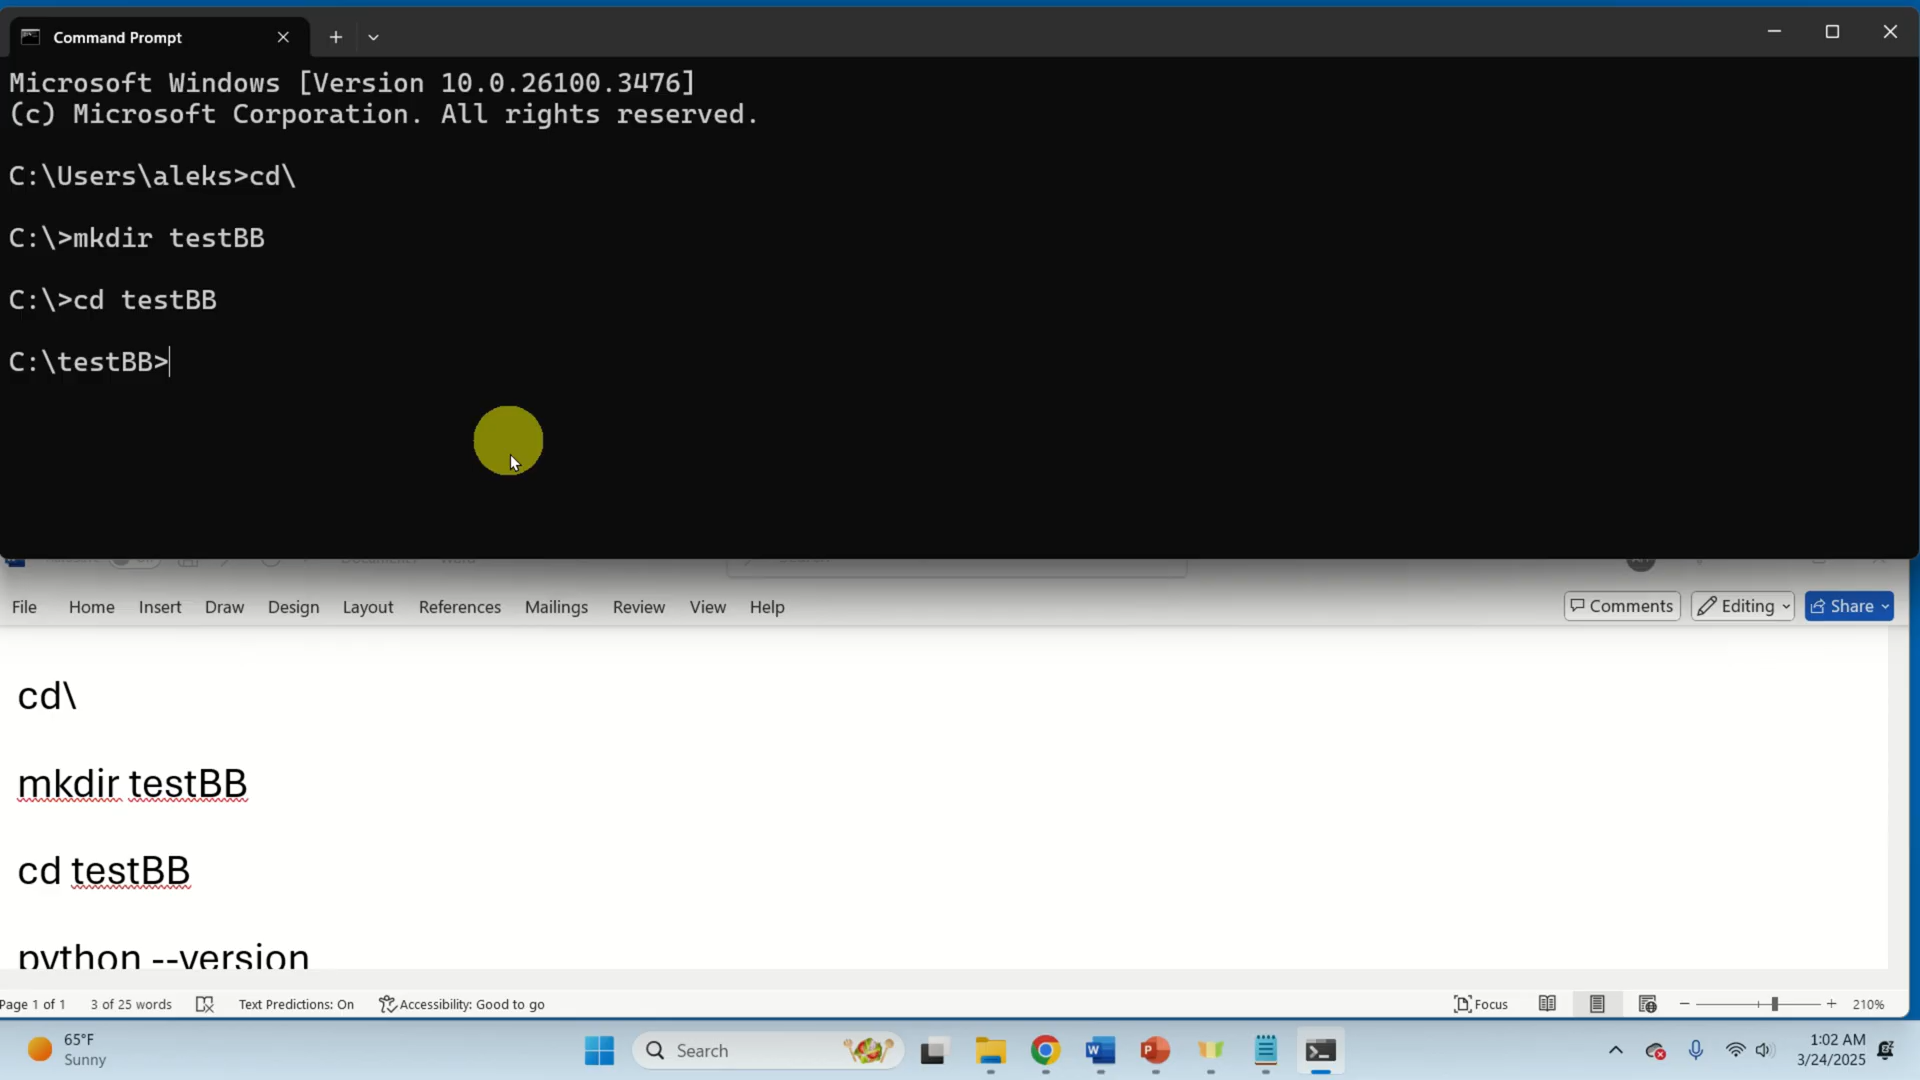 Command Prompt
Microsoft Windows [Version 10.0.26100.3476]
(c) Microsoft Corporation. All rights reserved.
C:\Users\aleks>cd\
C:\>mkdir testBB
C:\>cd testBB
C:\testBB>
File Home Insert Draw Design Layout References Mailings Review View Help Comments Editing Share
cd\
mkdir testBB
cd testBB
python --version
Page 1 of 1 3 of 25 words Text Predictions: On Accessibility: Good to go Focus 210%
65°F
Sunny
Search
1:02 AM
3/24/2025